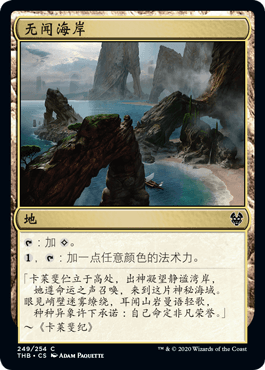 无闻海岸
地
：加。
1，：加一点任意颜色的法术力。
「卡莱斐伫立于高处，出神凝望静谧湾岸，
她遵命运之声召唤，来到这片神秘海域。
眼见峭壁迷雾缭绕，耳闻山岩曼语轻歌，
种种异象许下承诺：自己命定非凡荣誉。」
～《卡莱斐纪》
249/254 C
THB • CS ADAM PAQUETTE
™ & © 2020 Wizards of the Coast